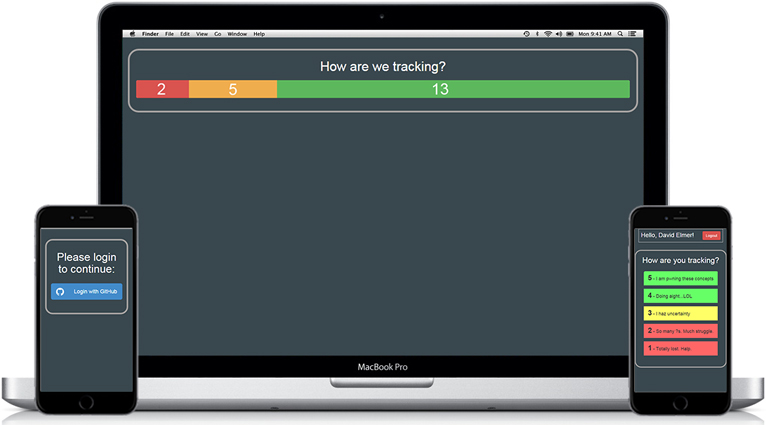 Finder File Edit View Go Window Help Mon 9:41 AM
How are we tracking?
2 5 13
MacBook Pro
Please login
to continue:
Login with GitHub
Hello, David Elmer! Logout
How are you tracking?
5 - I am pwning these concepts
4 - Doing aight . LOL
3 - I haz uncertainty.
2 - So many ?s. Much struggle.
1 - Totally lost. Help.